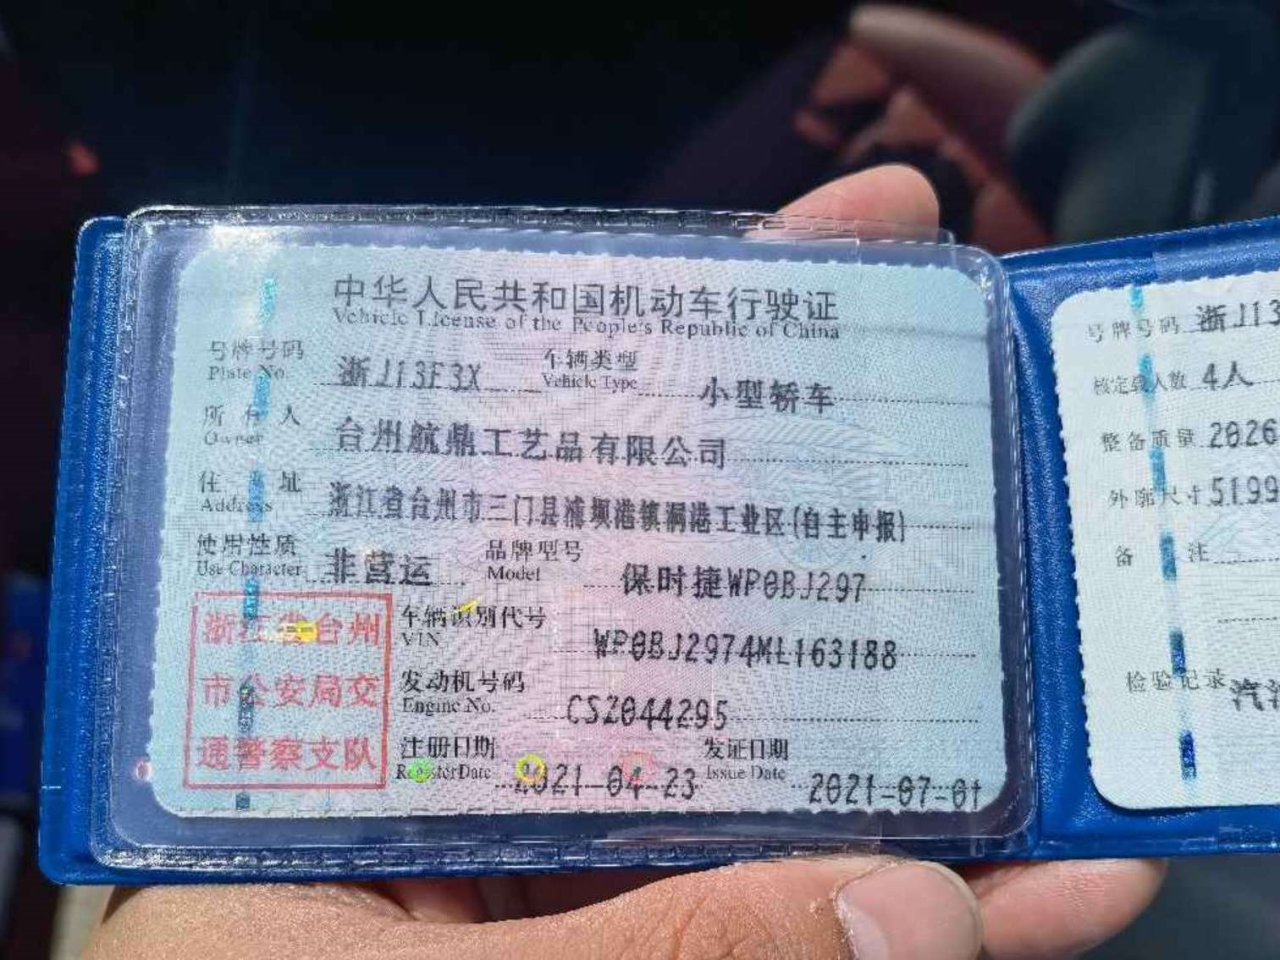 中华人民共和国机动车行驶证
Vehicle License of the People's Republic of China
号牌号码 浙J13F3X 车辆类型 小型轿车
Plate No. Vehicle Type
所有人 台州航鼎工艺品有限公司
Owner
住址 浙江省台州市三门县浦坝港镇洞港工业区(自主申报)
Address
使用性质 非营运 品牌型号 保时捷WP0BJ297
Use Character Model
浙江省台州
市公安局交
通警察支队
车辆识别代号 WP0BJ2974ML163188
VIN
发动机号码 CSZ044295
Engine No.
注册日期 2021-04-23 发证日期 2021-07-01
Register Date Issue Date
号牌号码 浙J13
核定载人数 4人
整备质量 2026
外廓尺寸 5199
备注
检验记录